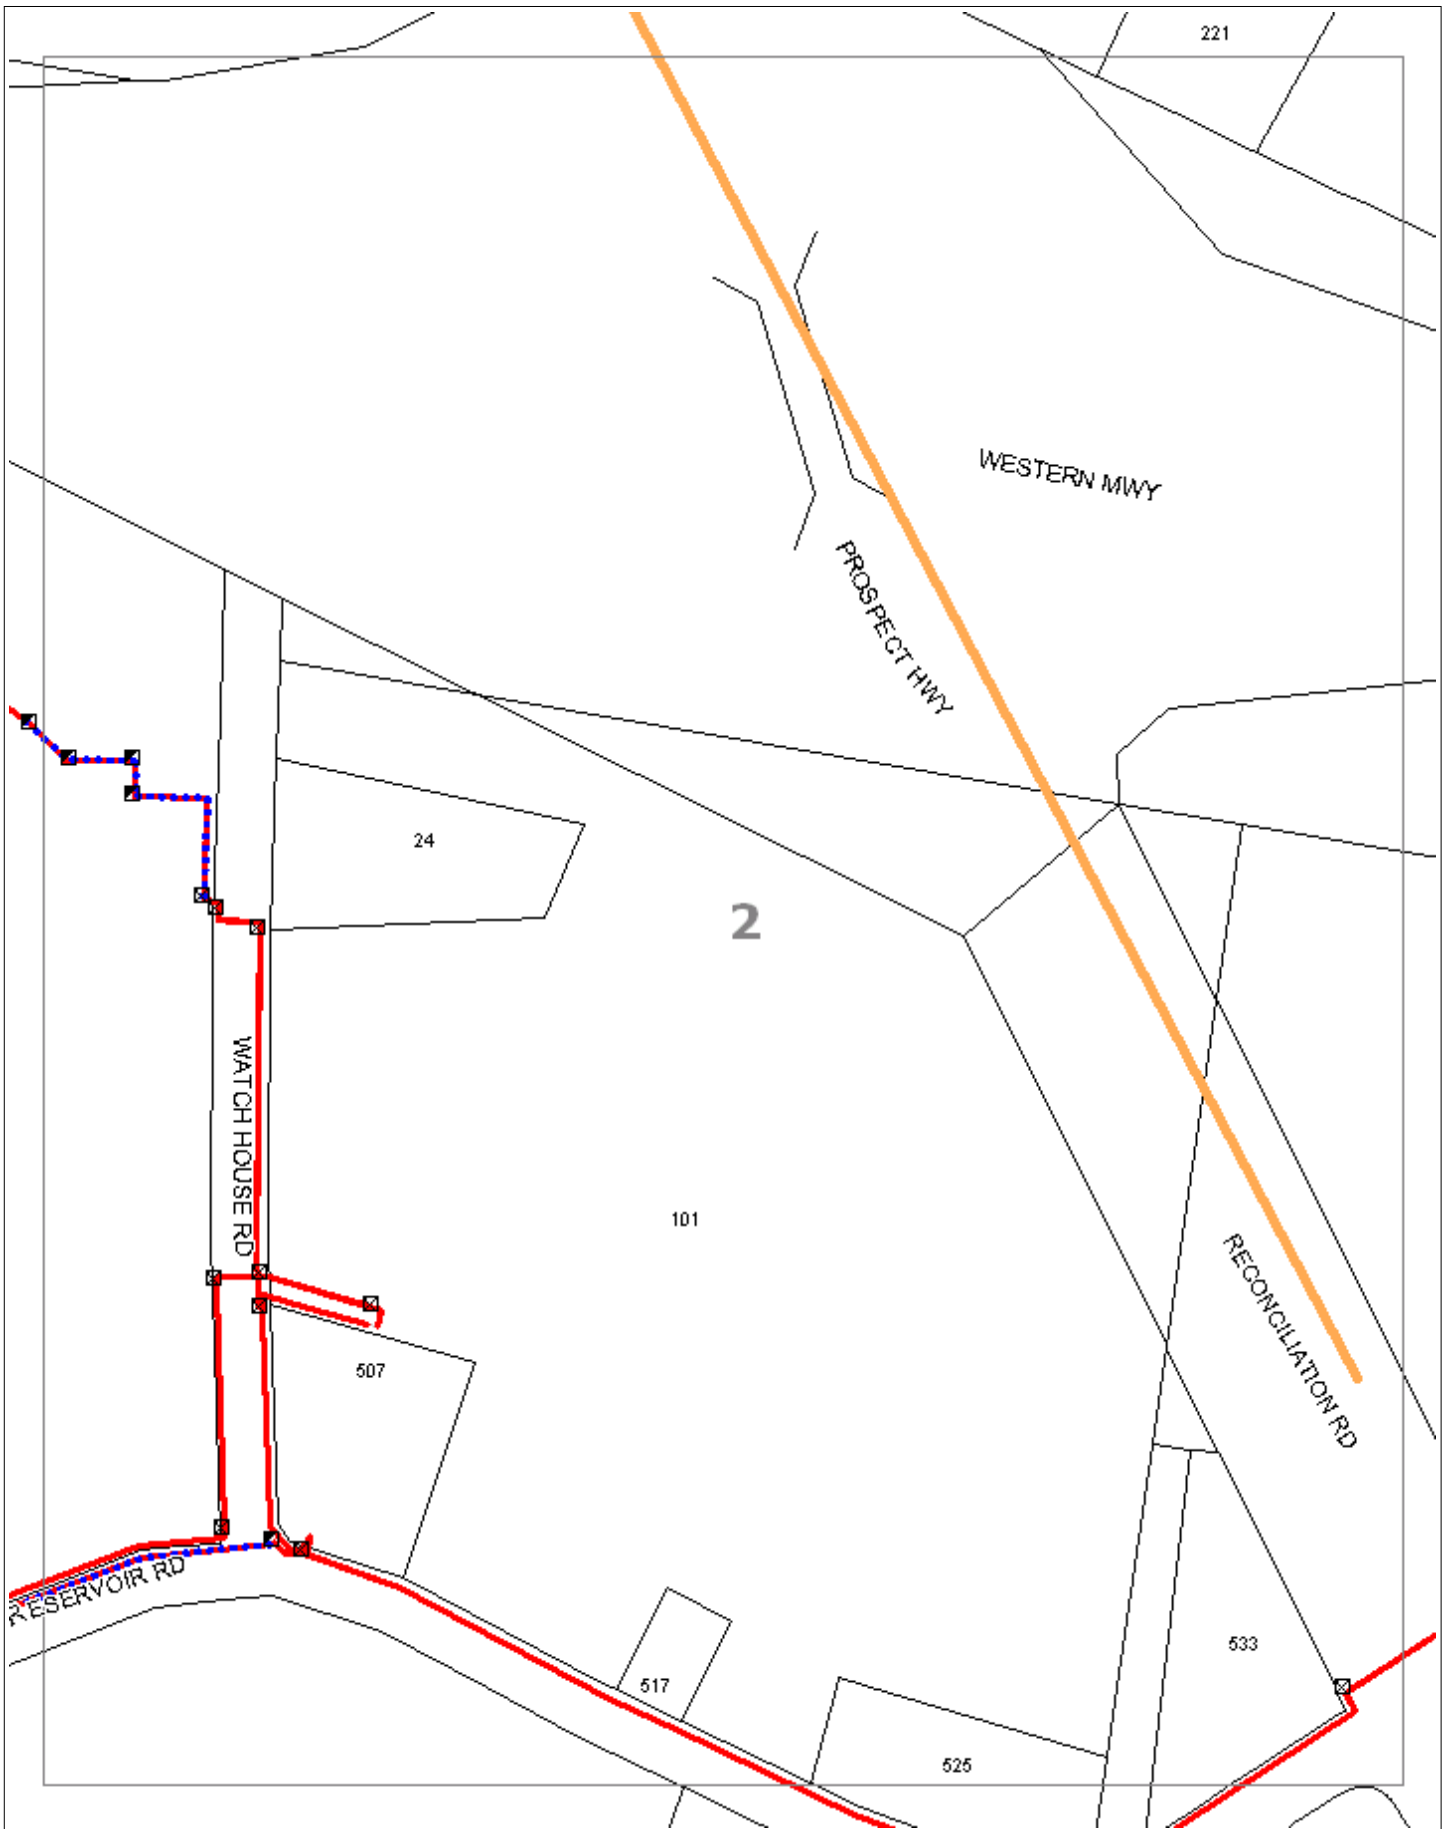 221
WESTERN MWY
PROSPECT HWY
24
2
WATCH HOUSE RD
101
RECONCILIATION RD
507
RESERVOIR RD
533
517
525